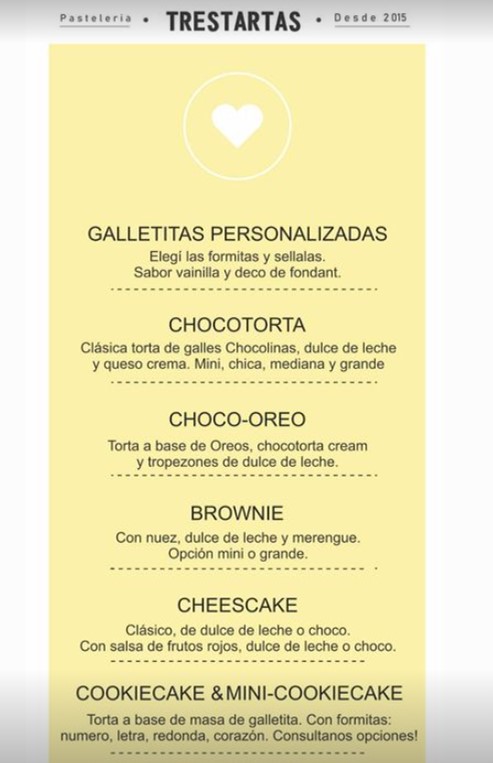 Pasteleria • TRESTARTAS • Desde 2015
GALLETITAS PERSONALIZADAS
Elegí las formitas y sellalas.
Sabor vainilla y deco de fondant.
CHOCOTORTA
Clásica torta de galles Chocolinas, dulce de leche
y queso crema. Mini, chica, mediana y grande
CHOCO-OREO
Torta a base de Oreos, chocotorta cream
y tropezones de dulce de leche.
BROWNIE
Con nuez, dulce de leche y merengue.
Opción mini o grande.
CHEESCAKE
Clásico, de dulce de leche o choco.
Con salsa de frutos rojos, dulce de leche o choco.
COOKIECAKE &MINI-COOKIECAKE
Torta a base de masa de galletita. Con formitas:
numero, letra, redonda, corazón. Consultanos opciones!